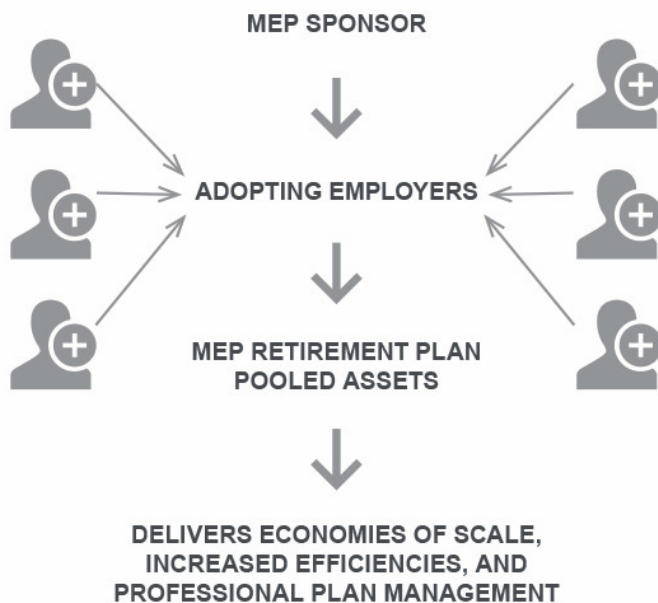 MEP SPONSOR
ADOPTING EMPLOYERS
MEP RETIREMENT PLAN
POOLED ASSETS
DELIVERS ECONOMIES OF SCALE,
INCREASED EFFICIENCIES, AND
PROFESSIONAL PLAN MANAGEMENT